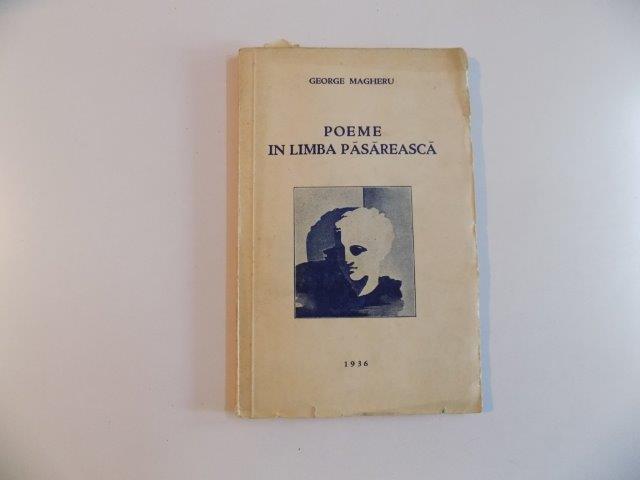 GEORGE MAGHERU
POEME
IN LIMBA PĂSĂREASCĂ
1936